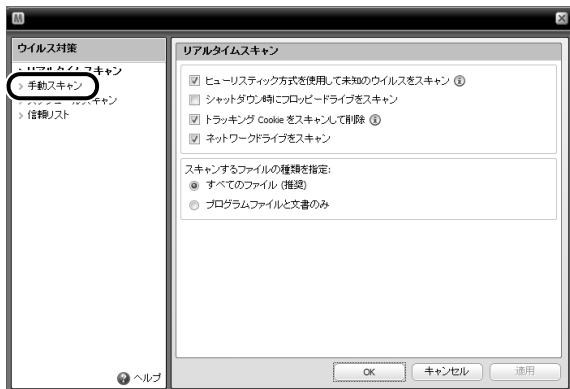 M
ウイルス対策
リアルタイムスキャン
手動スキャン
スケジュールスキャン
信頼リスト
ヘルプ
リアルタイムスキャン
ヒューリスティック方式を使用して未知のウイルスをスキャン
シャットダウン時にフロッピードライブをスキャン
トラッキング Cookie をスキャンして削除
ネットワークドライブをスキャン
スキャンするファイルの種類を指定:
すべてのファイル (推奨)
プログラムファイルと文書のみ
OK
キャンセル
適用